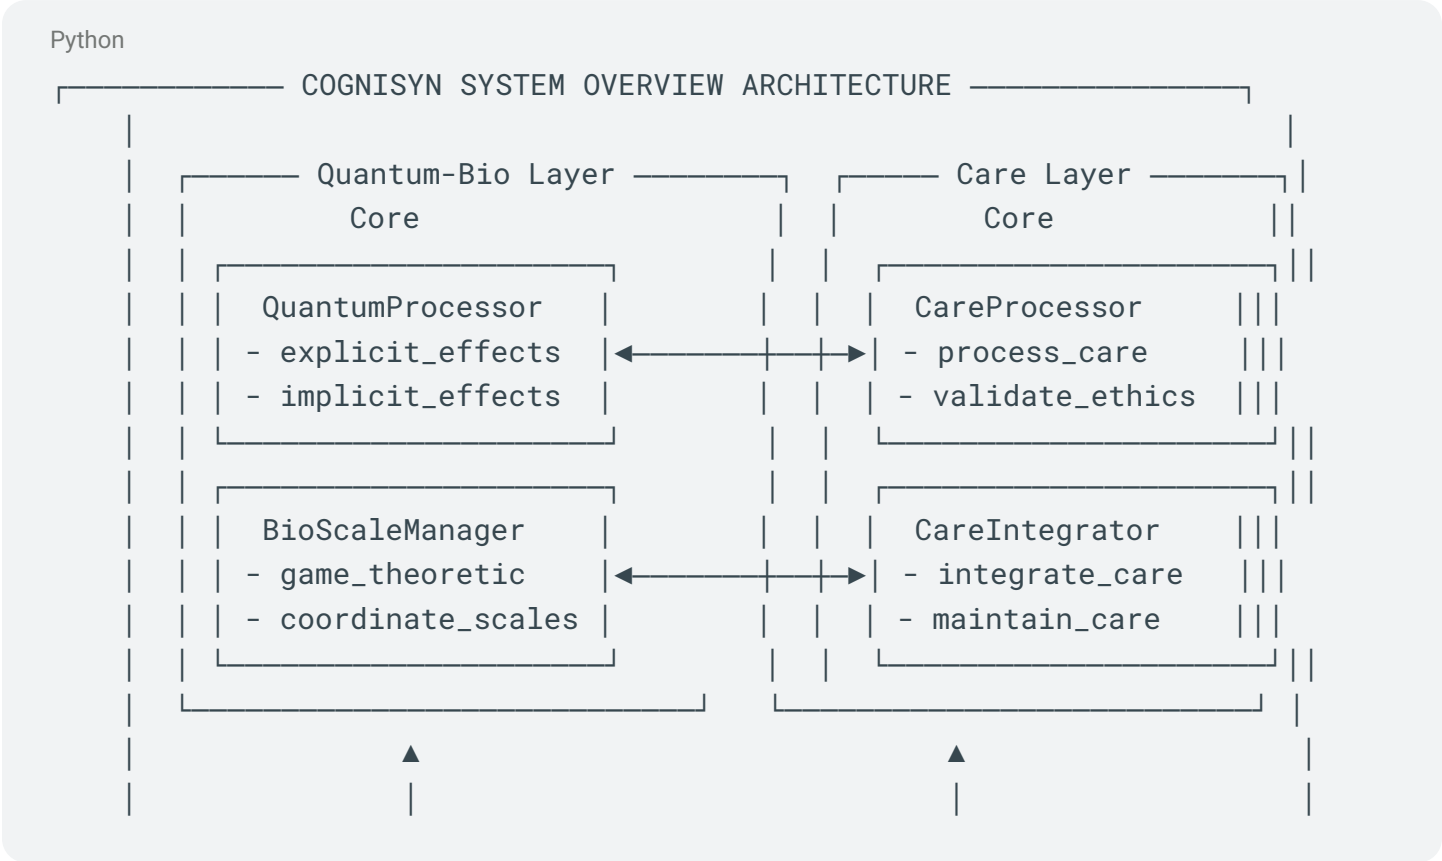 Python
COGNISYN SYSTEM OVERVIEW ARCHITECTURE
Quantum-Bio Layer Care Layer
Core Core
QuantumProcessor CareProcessor
- explicit_effects - process_care
- implicit_effects - validate_ethics
BioScaleManager CareIntegrator
- game_theoretic - integrate_care
- coordinate_scales - maintain_care